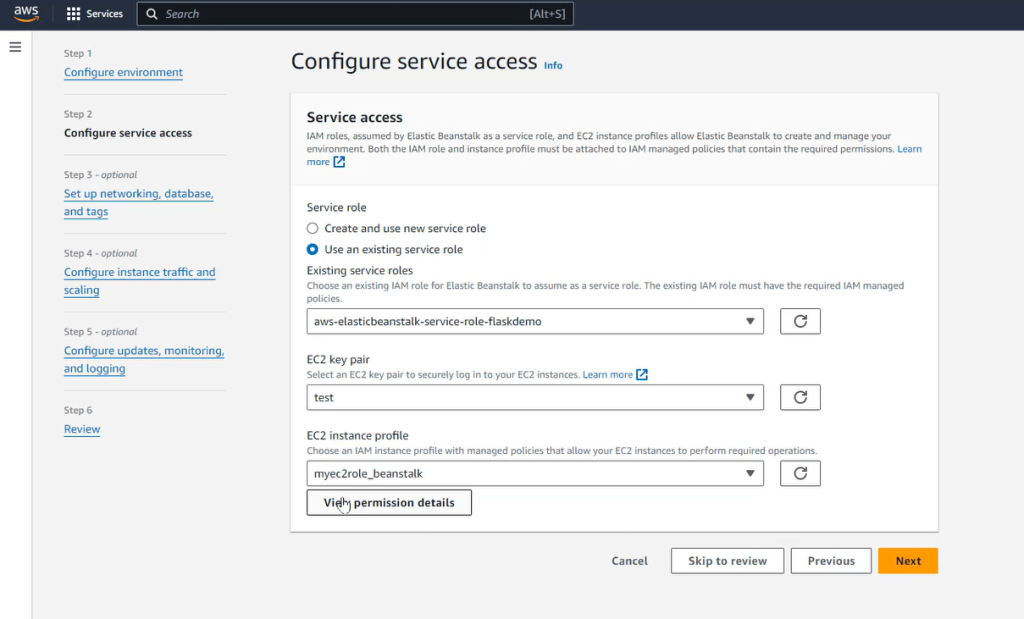 aws
Services
Search
[Alt+S]
Step 1
Configure environment
Step 2
Configure service access
Step 3 - optional
Set up networking, database,
and tags
Step 4 - optional
Configure instance traffic and
scaling
Step 5 - optional
Configure updates, monitoring,
and logging
Step 6
Review
Configure service access Info
Service access
IAM roles, assumed by Elastic Beanstalk as a service role, and EC2 instance profiles allow Elastic Beanstalk to create and manage your
environment. Both the IAM role and instance profile must be attached to IAM managed policies that contain the required permissions. Learn
more
Service role
Create and use new service role
Use an existing service role
Existing service roles
Choose an existing IAM role for Elastic Beanstalk to assume as a service role. The existing IAM role must have the required IAM managed
policies.
aws-elasticbeanstalk-service-role-flaskdemo
EC2 key pair
Select an EC2 key pair to securely log in to your EC2 instances. Learn more
test
EC2 instance profile
Choose an IAM instance profile with managed policies that allow your EC2 instances to perform required operations.
myec2role_beanstalk
View permission details
Cancel
Skip to review
Previous
Next